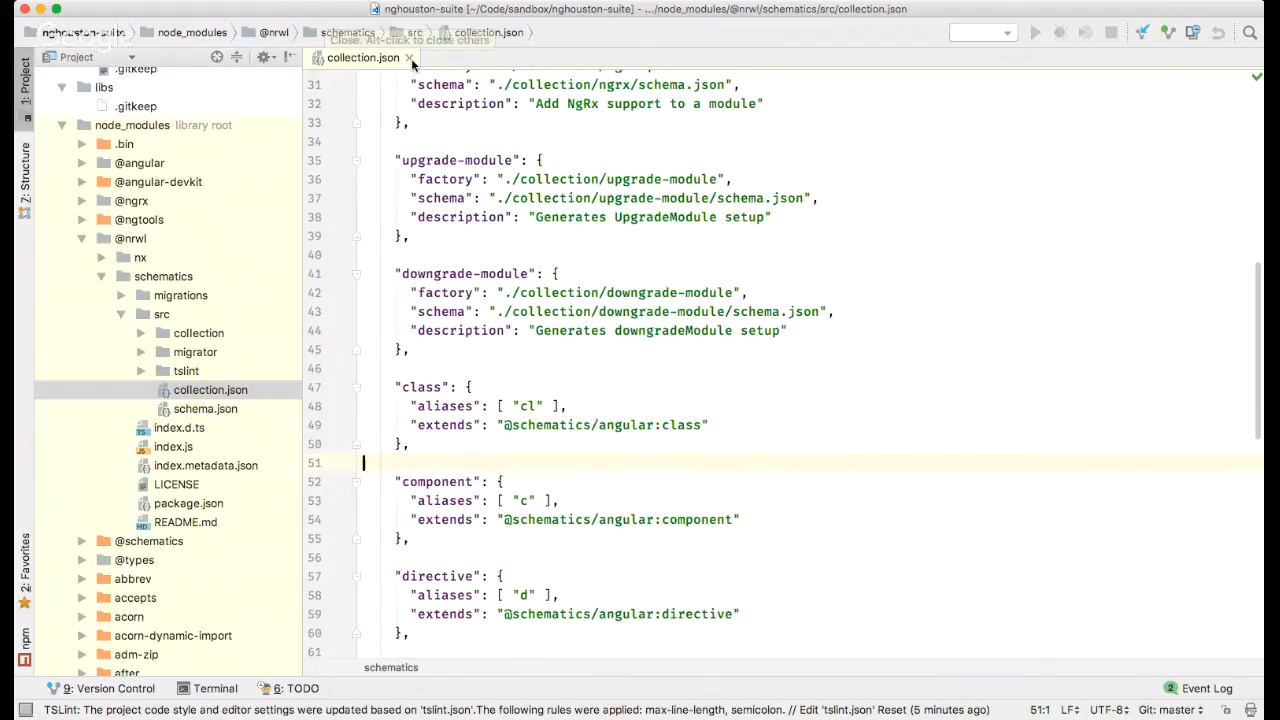 nghouston-suite [~/Code/sandbox/nghouston-suite] - .../node_modules/@nrwl/schematics/src/collection.json
nghouston-suite node_modules @nrwl schematics src collection.json
Close. Alt-click to close others
Project
collection.json
1: Project
Z: Structure
2: Favorites
npm
.gitkeep
libs
.gitkeep
node_modules library root
.bin
@angular
@angular-devkit
@ngrx
@ngtools
@nrwl
nx
schematics
migrations
src
collection
migrator
tslint
collection.json
schema.json
index.d.ts
index.js
index.metadata.json
LICENSE
package.json
README.md
@schematics
@types
abbrev
accepts
acorn
acorn-dynamic-import
adm-zip
after
31 "schema": "./collection/ngrx/schema.json",
32 "description": "Add NgRx support to a module"
33 },
34
35 "upgrade-module": {
36 "factory": "./collection/upgrade-module",
37 "schema": "./collection/upgrade-module/schema.json",
38 "description": "Generates UpgradeModule setup"
39 },
40
41 "downgrade-module": {
42 "factory": "./collection/downgrade-module",
43 "schema": "./collection/downgrade-module/schema.json",
44 "description": "Generates downgradeModule setup"
45 },
46
47 "class": {
48 "aliases": [ "cl" ],
49 "extends": "@schematics/angular:class"
50 },
51
52 "component": {
53 "aliases": [ "c" ],
54 "extends": "@schematics/angular:component"
55 },
56
57 "directive": {
58 "aliases": [ "d" ],
59 "extends": "@schematics/angular:directive"
60 },
61
schematics
9: Version Control Terminal 6: TODO 2 Event Log
TSLint: The project code style and editor settings were updated based on 'tslint.json'.The following rules were applied: max-line-length, semicolon. // Edit 'tslint.json' Reset (5 minutes ago) 51:1 LF÷ UTF-8÷ Git: master÷